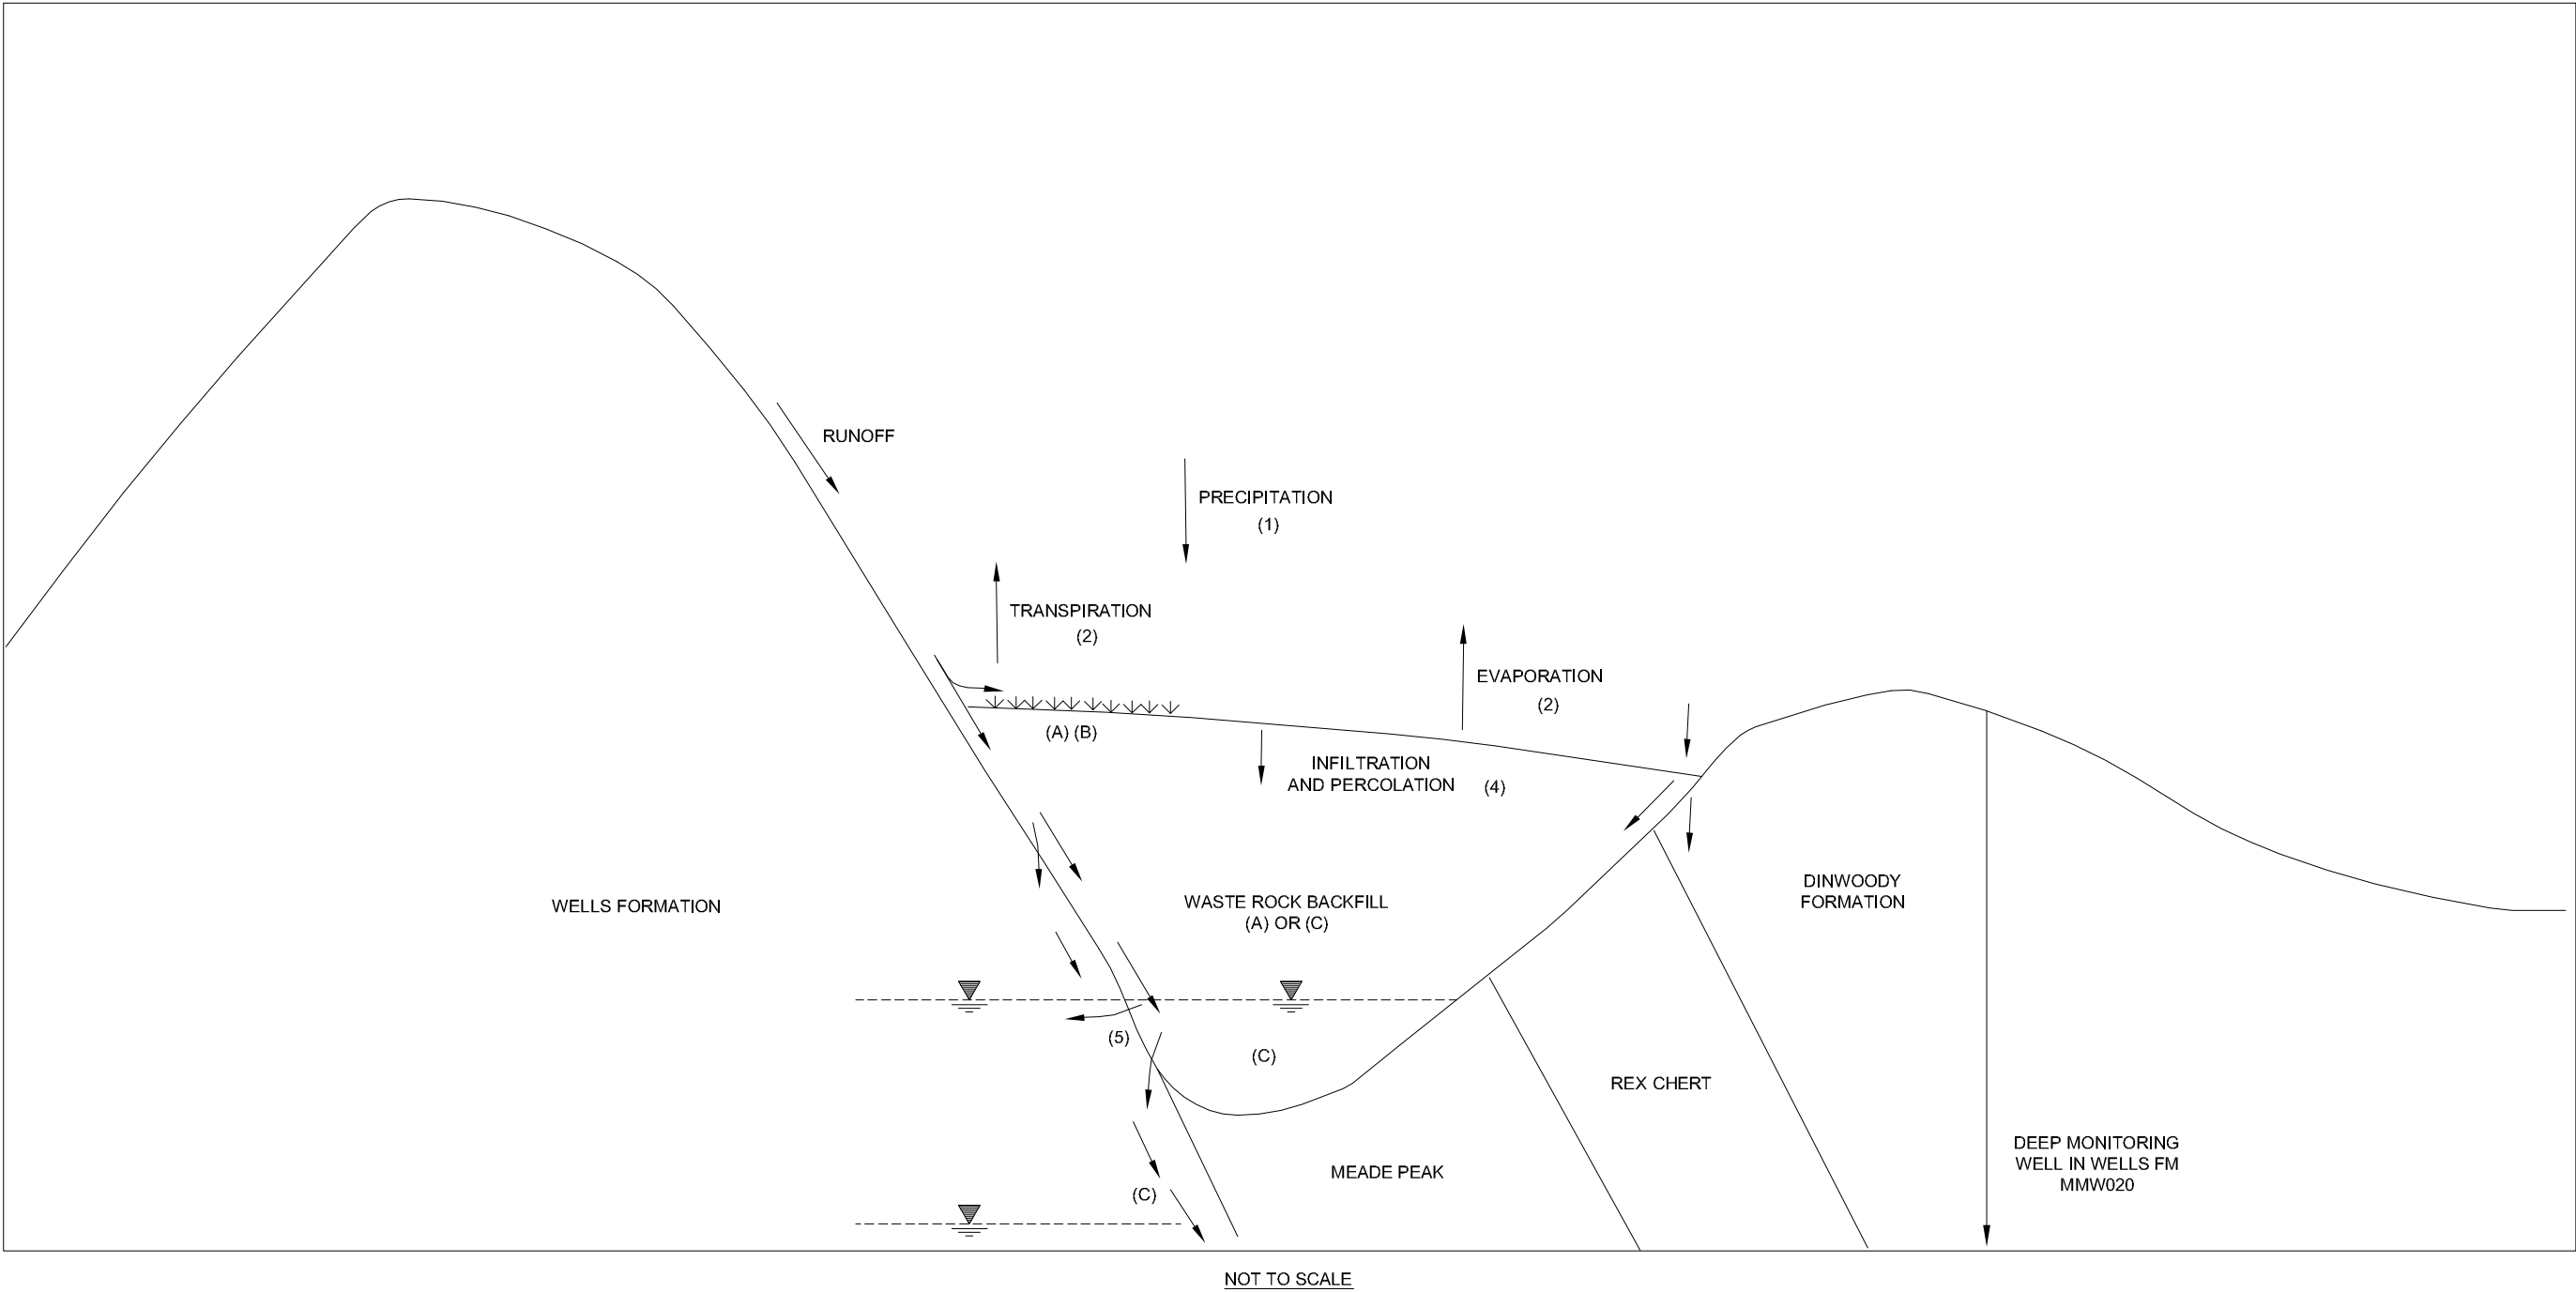 RUNOFF
PRECIPITATION
(1)
TRANSPIRATION
(2)
EVAPORATION
(2)
(A) (B)
INFILTRATION
AND PERCOLATION
(4)
WELLS FORMATION
WASTE ROCK BACKFILL
(A) OR (C)
DINWOODY
FORMATION
(5)
(C)
REX CHERT
MEADE PEAK
DEEP MONITORING
WELL IN WELLS FM
MMW020
(C)
NOT TO SCALE